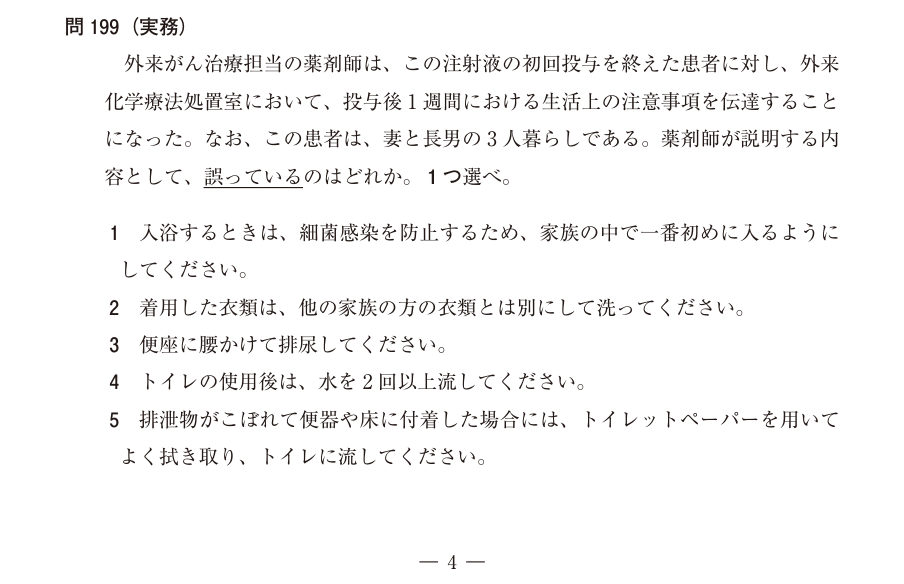 問 199（実務）
外来がん治療担当の薬剤師は、この注射液の初回投与を終えた患者に対し、外来
化学療法処置室において、投与後１週間における生活上の注意事項を伝達すること
になった。なお、この患者は、妻と長男の３人暮らしである。薬剤師が説明する内
容として、誤っているのはどれか。１つ選べ。
1　入浴するときは、細菌感染を防止するため、家族の中で一番初めに入るように
してください。
2　着用した衣類は、他の家族の方の衣類とは別にして洗ってください。
3　便座に腰かけて排尿してください。
4　トイレの使用後は、水を２回以上流してください。
5　排泄物がこぼれて便器や床に付着した場合には、トイレットペーパーを用いて
よく拭き取り、トイレに流してください。
— 4 —